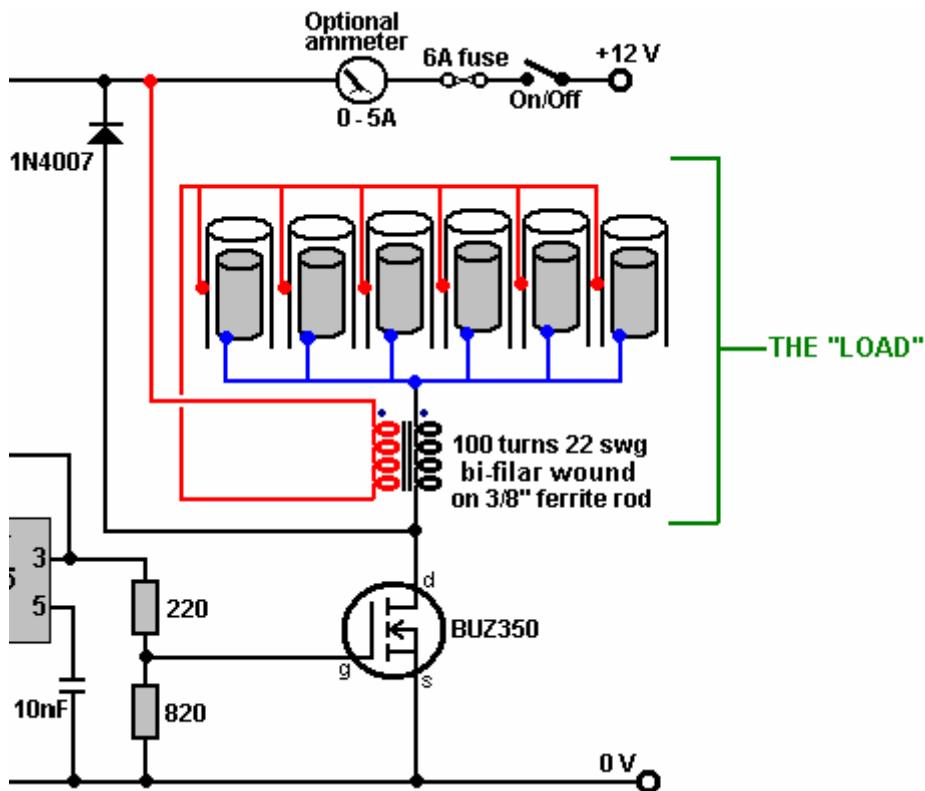 Optional
ammeter
6A fuse
+12 V
On/Off
0 - 5A
1N4007
THE "LOAD"
100 turns 22 swg
bi-filar wound
on 3/8" ferrite rod
3
5
5
220
d
BUZ350
g
s
10nF
820
0 V